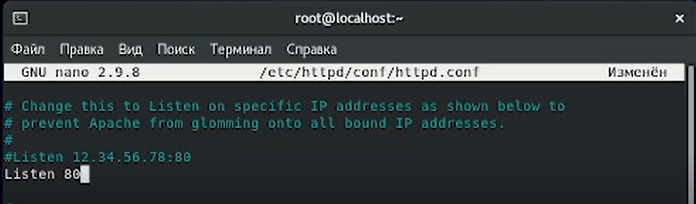 root@localhost:~
Файл Правка Вид Поиск Терминал Справка
GNU nano 2.9.8 /etc/httpd/conf/httpd.conf Изменён
# Change this to Listen on specific IP addresses as shown below to
# prevent Apache from glomming onto all bound IP addresses.
#
#Listen 12.34.56.78:80
Listen 80